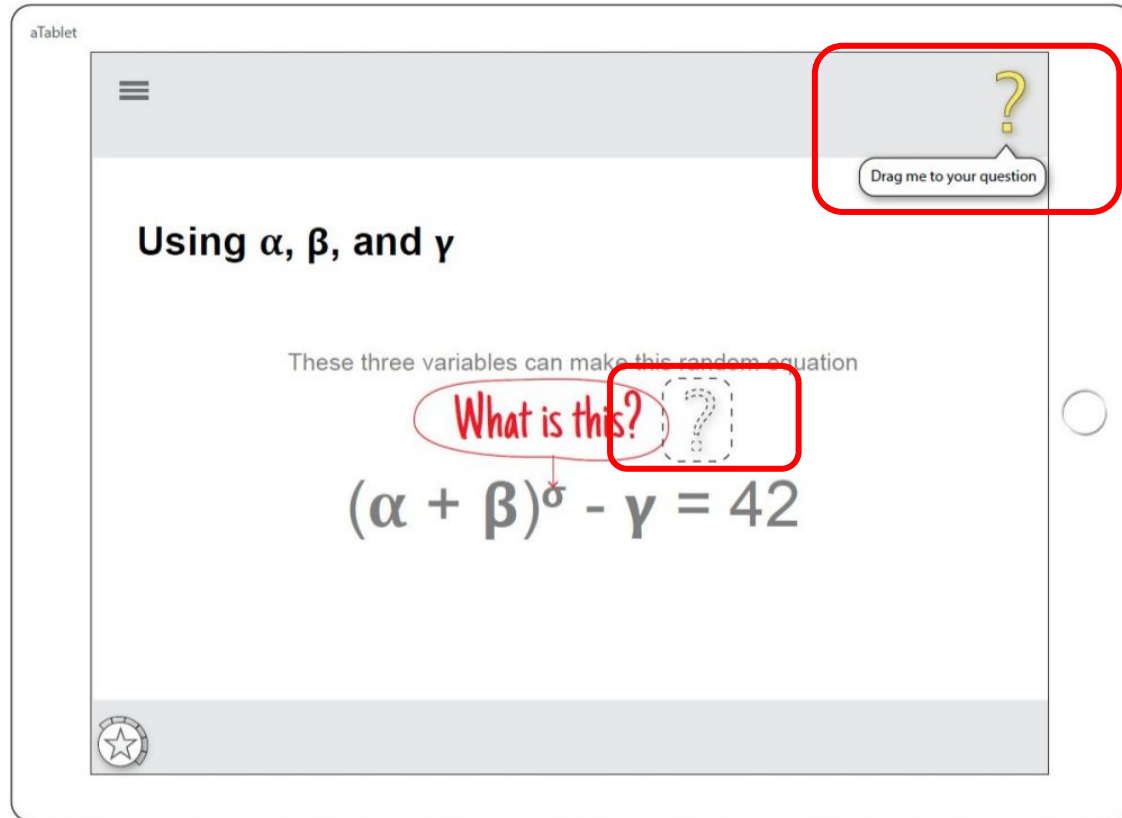 aTablet
?
Drag me to your question
Using α, β, and γ
These three variables can make this random equation
What is this? ?
(α + β)^σ - γ = 42